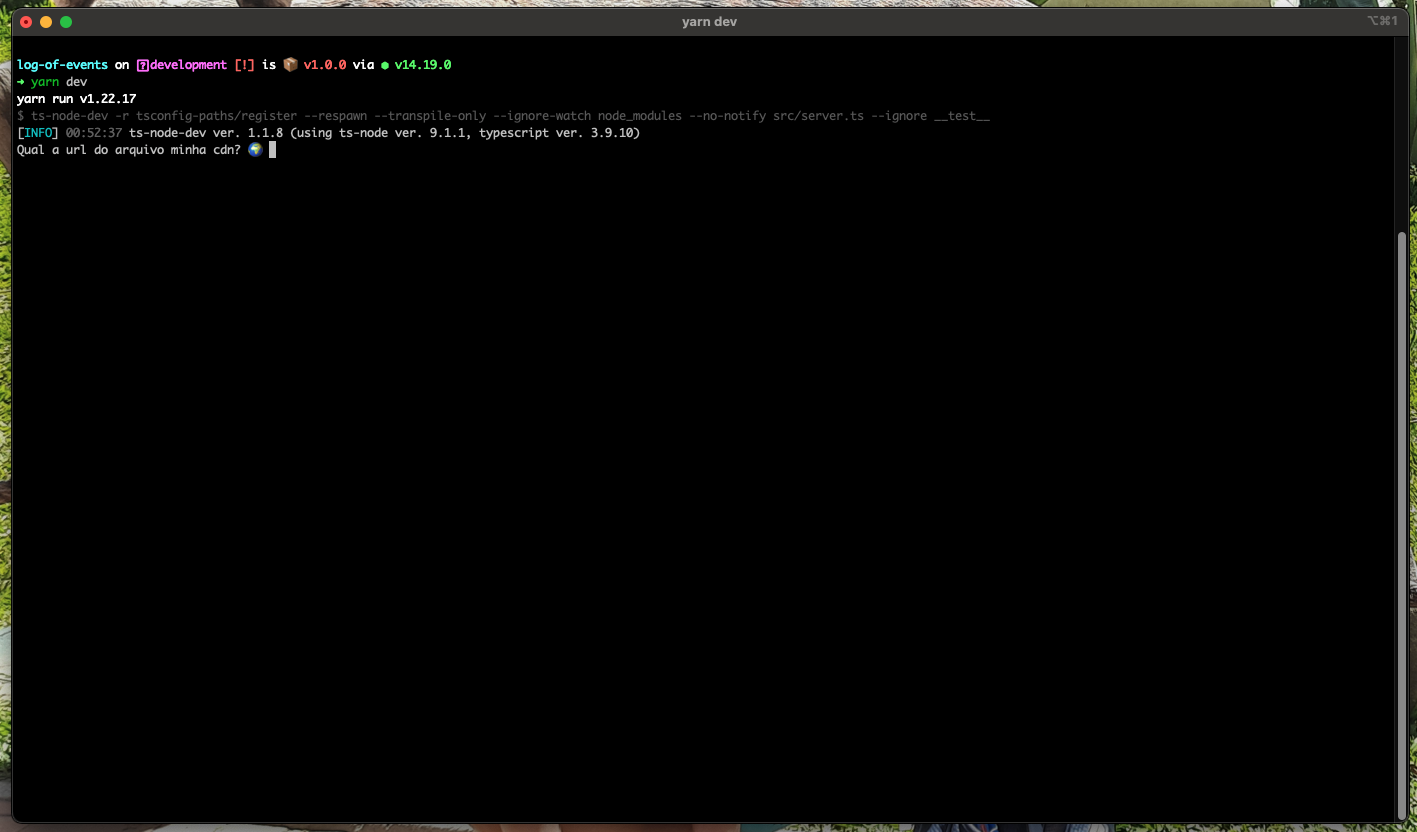 yarn dev
⌥⌘1
log-of-events on ⍰development [!] is 📦 v1.0.0 via ⬢ v14.19.0
➜ yarn dev
yarn run v1.22.17
$ ts-node-dev -r tsconfig-paths/register --respawn --transpile-only --ignore-watch node_modules --no-notify src/server.ts --ignore __test__
[INFO] 00:52:37 ts-node-dev ver. 1.1.8 (using ts-node ver. 9.1.1, typescript ver. 3.9.10)
Qual a url do arquivo minha cdn? 🌍